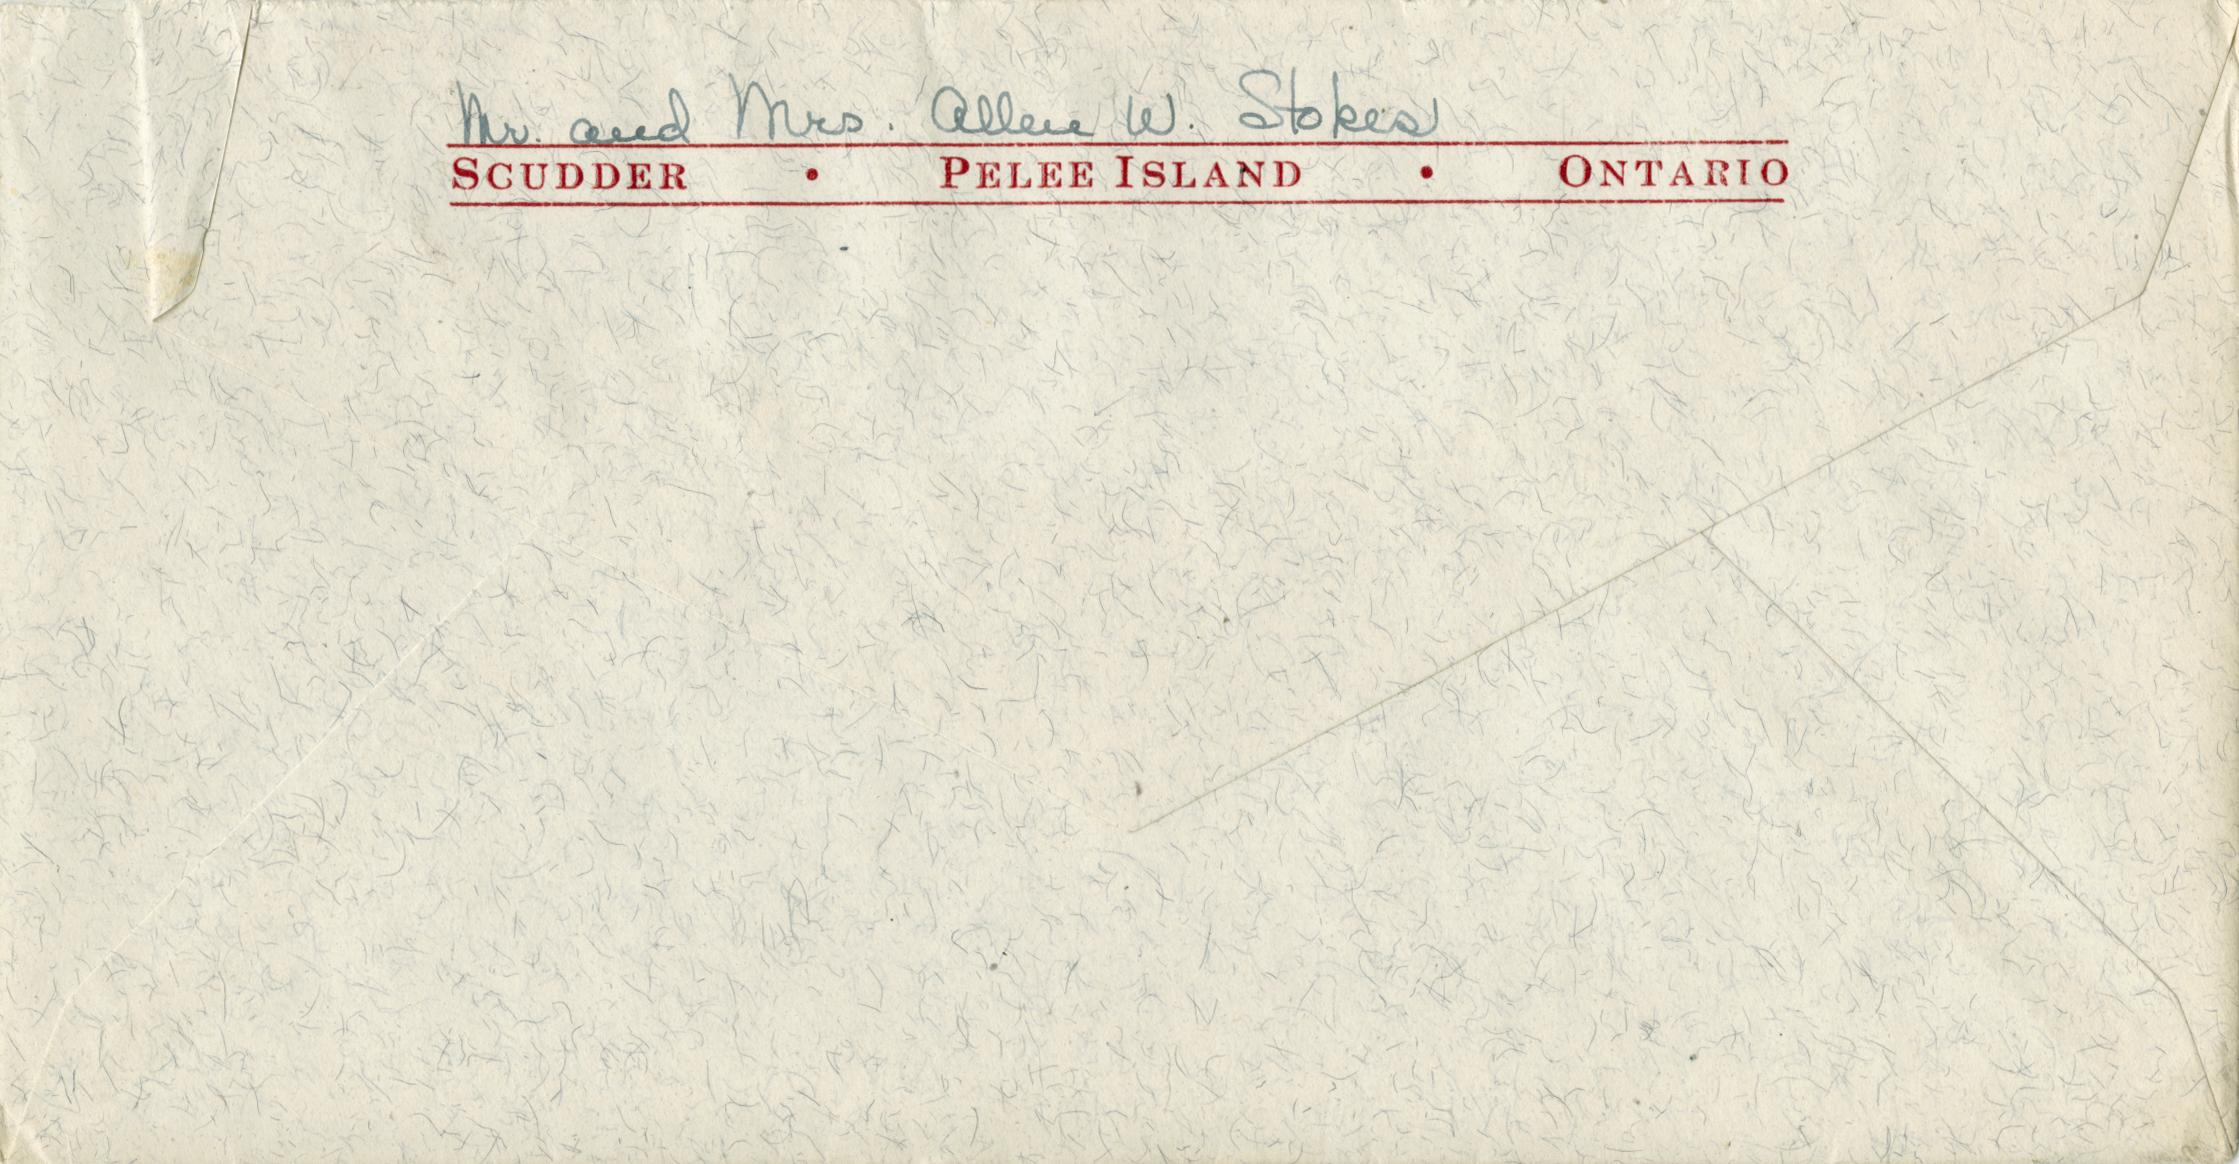 Mr. and Mrs. Allen W. Stokes
SCUDDER • PELEE ISLAND • ONTARIO